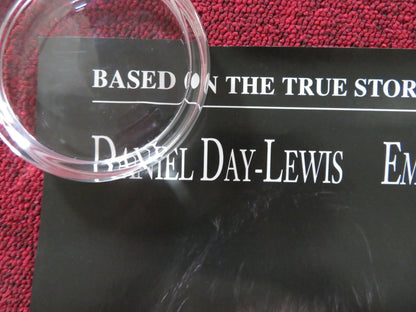 BASED ON THE TRUE STOR
DANIEL DAY-LEWIS EM